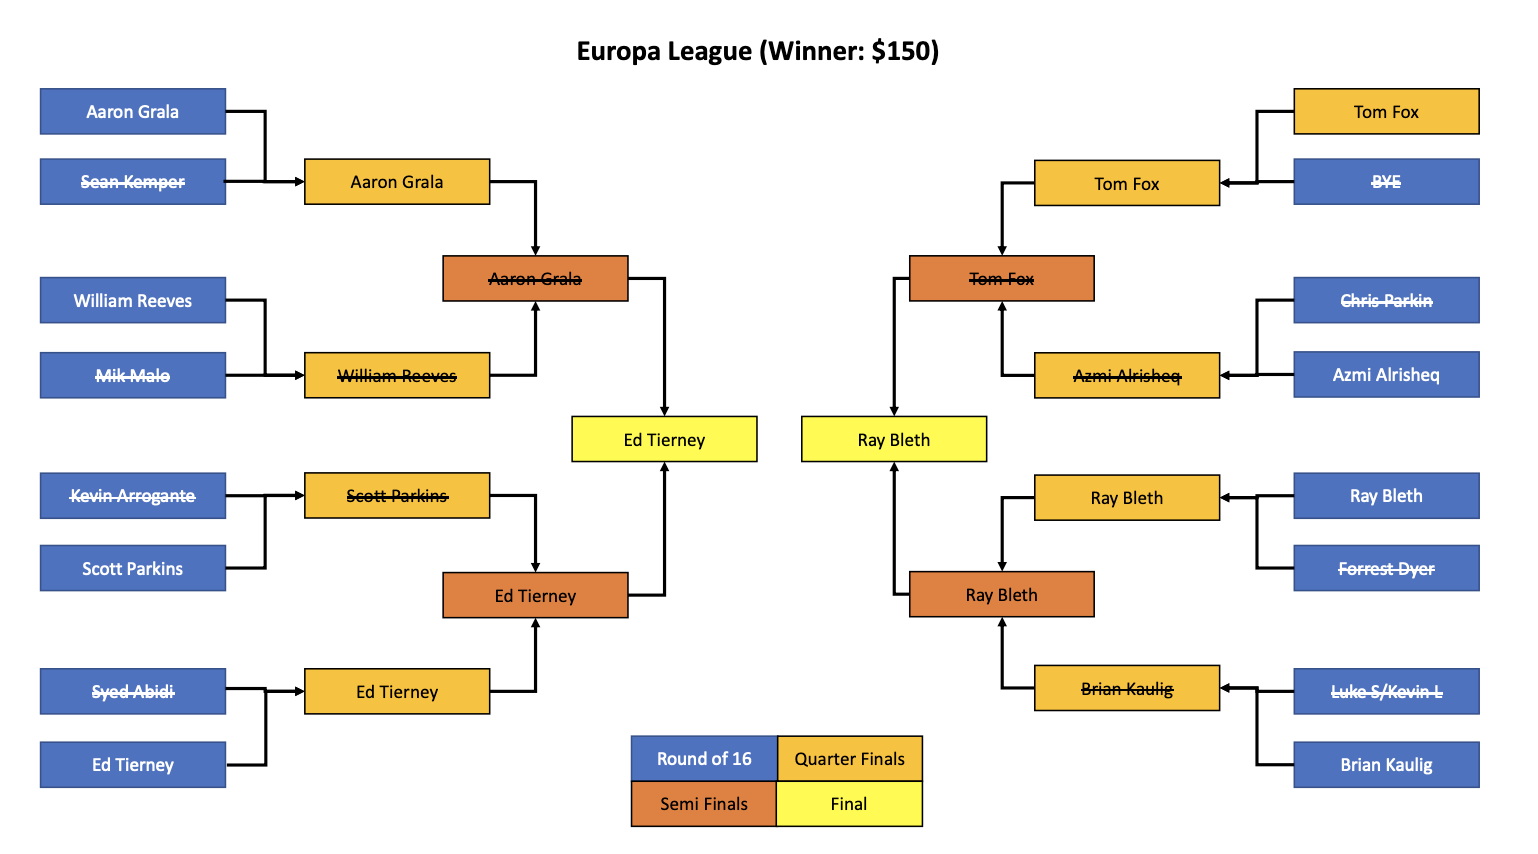 Europa League (Winner: $150)
Aaron Grala
Sean Kemper
Aaron Grala
William Reeves
Mik Malo
William Reeves
Aaron Grala
Kevin Arrogante
Scott Parkins
Scott Parkins
Syed Abidi
Ed Tierney
Ed Tierney
Ed Tierney
Ed Tierney
Ray Bleth
Tom Fox
BYE
Tom Fox
Tom Fox
Chris Parkin
Azmi Alrisheq
Azmi Alrisheq
Ray Bleth
Forrest Dyer
Ray Bleth
Ray Bleth
Luke S/Kevin L
Brian Kaulig
Brian Kaulig
Round of 16
Quarter Finals
Semi Finals
Final